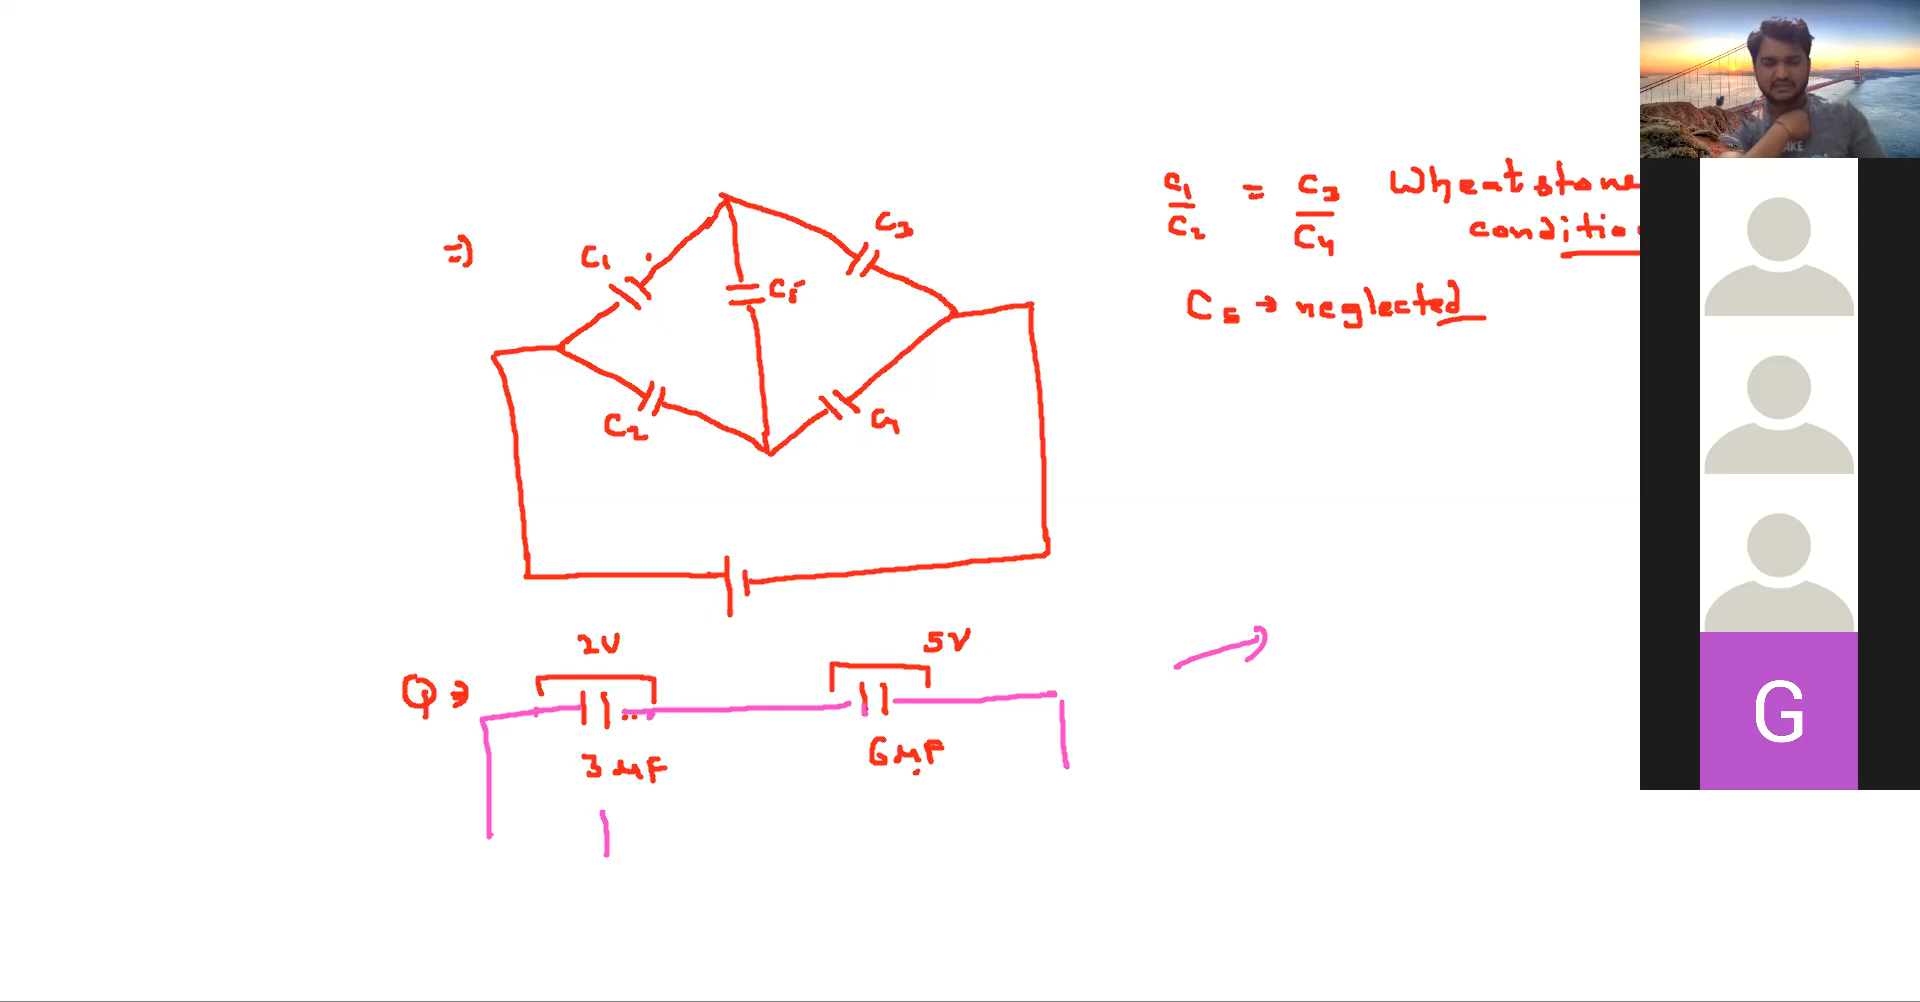 C1
C3
C5
C2
C4
C1/C2 = C3/C4 Wheatstone
condition
C5 → neglected
2V
5V
Q ⇒
3 μF
6 μF
AKE
G